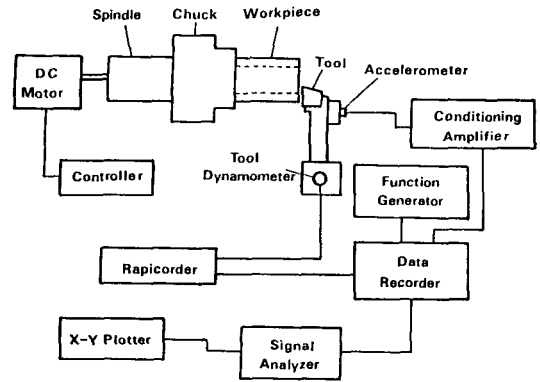 Spindle
Chuck
Workpiece
DC
Motor
Tool
Accelerometer
Conditioning
Amplifier
Controller
Tool
Dynamometer
Function
Generator
Rapicorder
Data
Recorder
X-Y Plotter
Signal
Analyzer